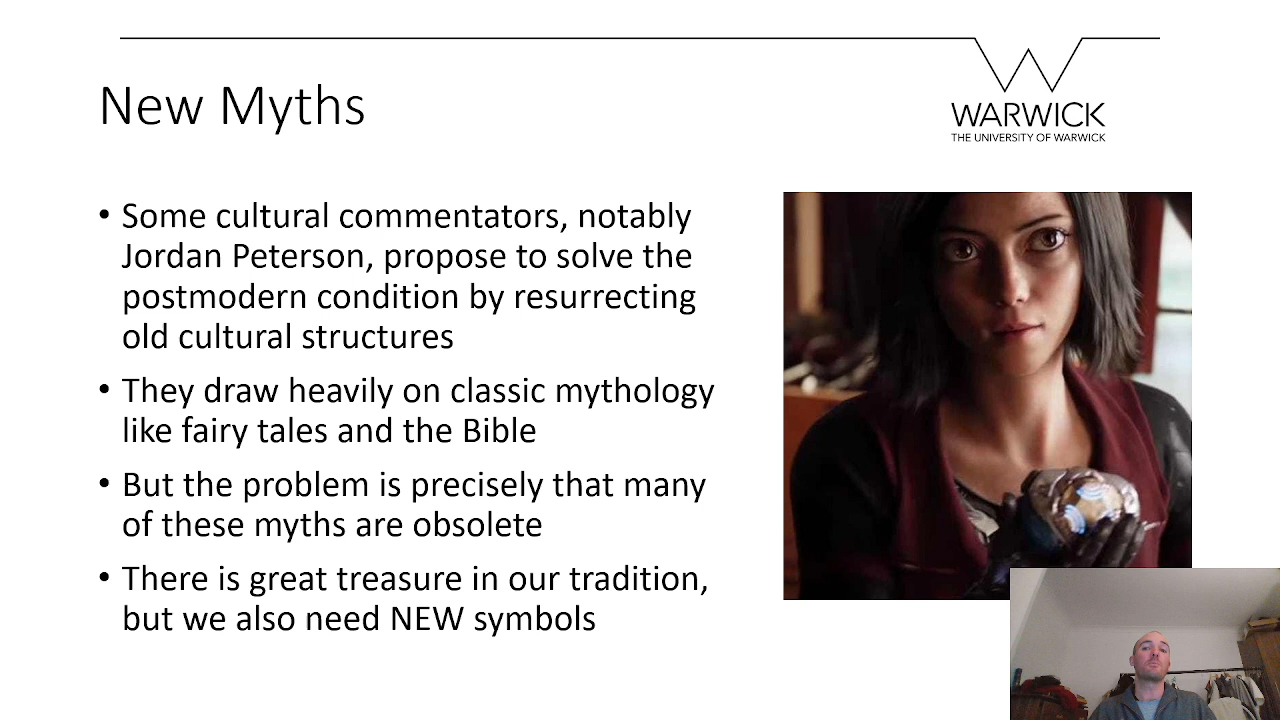 New Myths
WARWICK
THE UNIVERSITY OF WARWICK
• Some cultural commentators, notably
Jordan Peterson, propose to solve the
postmodern condition by resurrecting
old cultural structures
• They draw heavily on classic mythology
like fairy tales and the Bible
• But the problem is precisely that many
of these myths are obsolete
• There is great treasure in our tradition,
but we also need NEW symbols